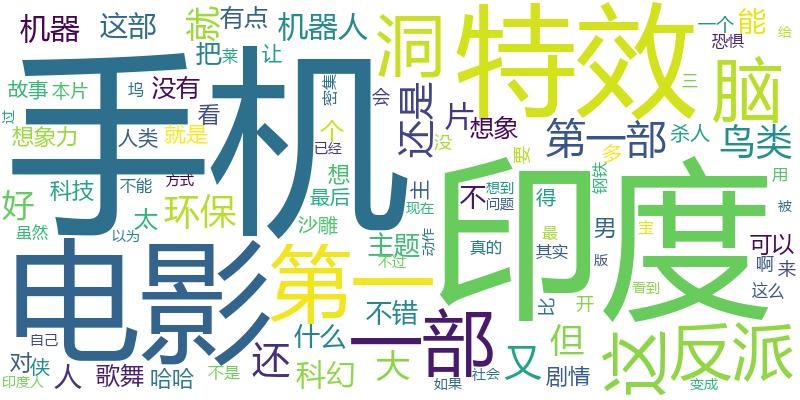 机器
这部
就
有点
机器人
洞
特效
一个
能
给
恐惧
脑
把
莱
让
手机
故事
本片
坞
没有
密集
会
还是
片
三
过
想象力
人类
就是
看
个
没
想象
第一部
杀人
鸟类
已经
要
多
科技
不能
方式
想
最后
主
不
想到
问题
钢铁
用
被
好
虽然
太
以为
环保
沙雕
现在
得
印度
电影
第一
主题
动作
真的
最
其实
男
版
宝
可以
啊
来
不过
比
开
看到
这么
不错
一部
对
侠
自己
人
印度人
歌舞
哈哈
还
不是
什么
科幻
大
如果
社会
又
但
剧情
这
反派
变成